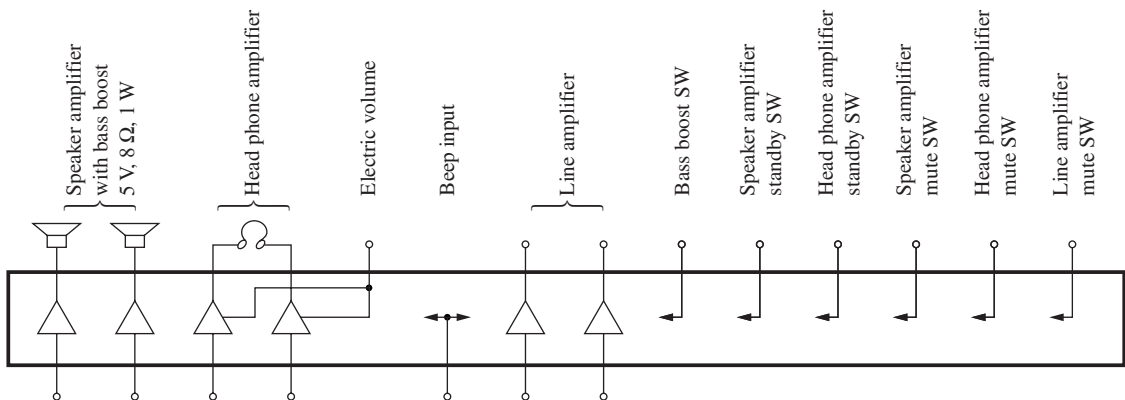 Speaker amplifier
with bass boost
5 V, 8 Ω, 1 W
Head phone amplifier
Electric volume
Beep input
Line amplifier
Bass boost SW
Speaker amplifier
standby SW
Head phone amplifier
standby SW
Speaker amplifier
mute SW
Head phone amplifier
mute SW
Line amplifier
mute SW